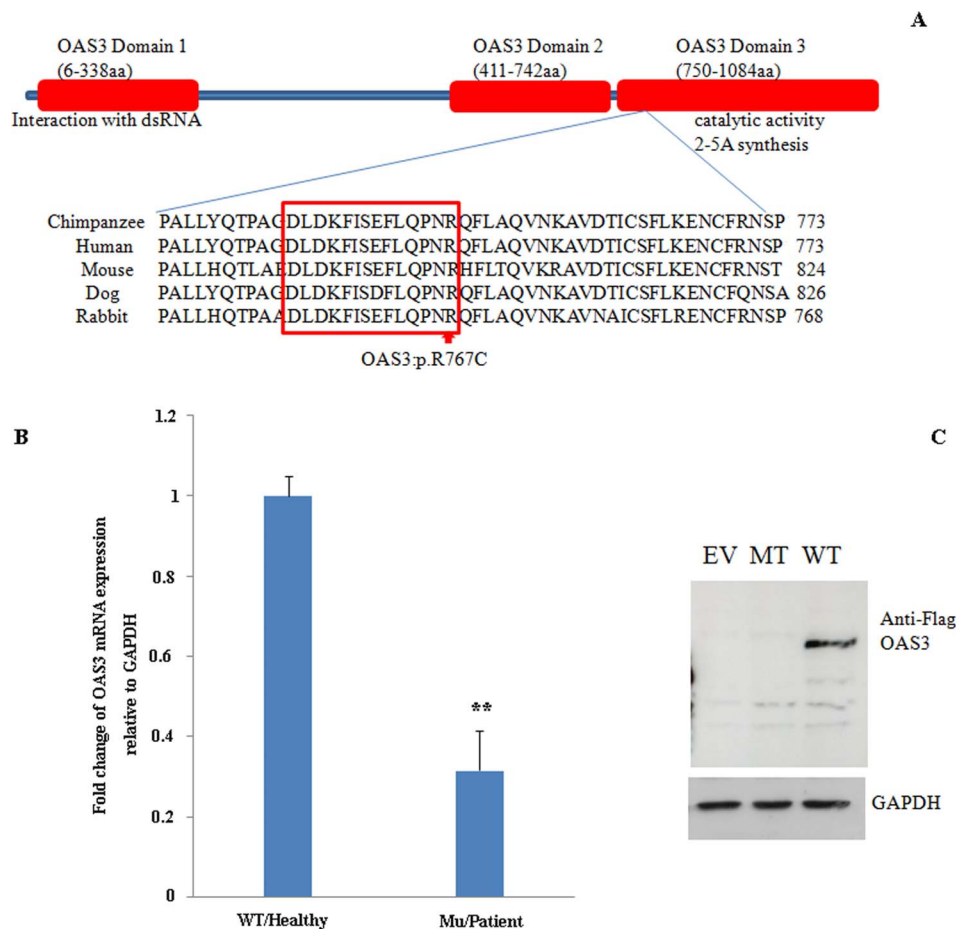 A
OAS3 Domain 1
(6-338aa)
OAS3 Domain 2
(411-742aa)
OAS3 Domain 3
(750-1084aa)
Interaction with dsRNA
catalytic activity
2-5A synthesis
Chimpanzee PALLYQTPAGDLDKFISEFLQPNRQFLAQVNKAVDTICSFLKENCFRNSP 773
Human PALLYQTPAGDLDKFISEFLQPNRQFLAQVNKAVDTICSFLKENCFRNSP 773
Mouse PALLHQTLAEDLDKFISEFLQPNRHFLTQVKRAVDTICSFLKENCFRNST 824
Dog PALLYQTPAGDLDKFISDFLQPNRQFLAQVNKAVDTICSFLKENCFQNSA 826
Rabbit PALLHQTPAADLDKFISEFLQPNRQFLAQVNKAVNAICSFLRENCFRNSP 768
OAS3:p.R767C
B
Fold change of OAS3 mRNA expression
relative to GAPDH
1.2
1
0.8
0.6
0.4
0.2
0
**
WT/Healthy
Mu/Patient
C
EV MT WT
Anti-Flag
OAS3
GAPDH